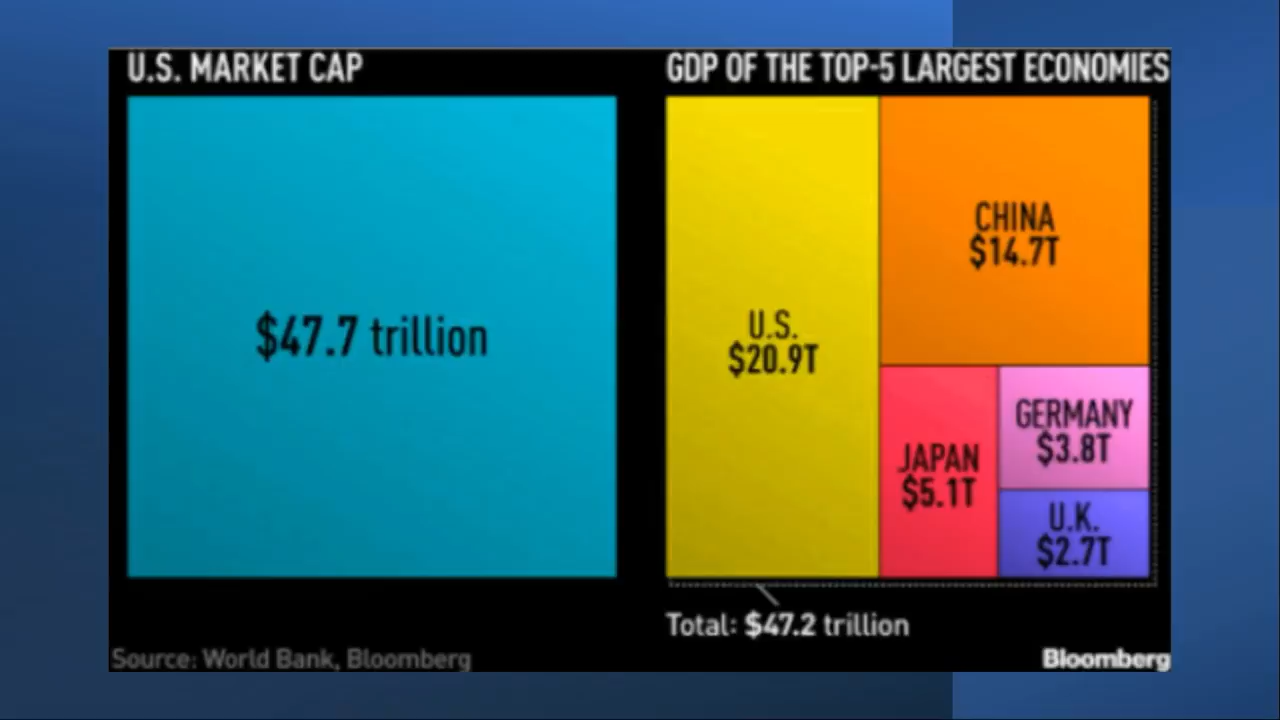 U.S. MARKET CAP
$47.7 trillion
GDP OF THE TOP-5 LARGEST ECONOMIES
U.S.
$20.9T
CHINA
$14.7T
JAPAN
$5.1T
GERMANY
$3.8T
U.K.
$2.7T
Total: $47.2 trillion
Source: World Bank, Bloomberg
Bloomberg